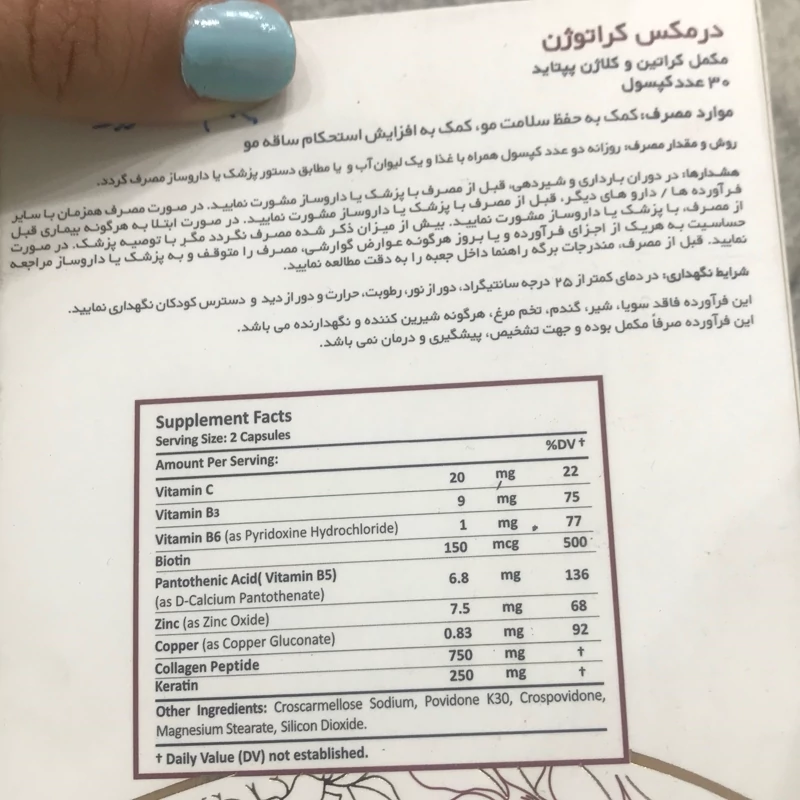 درمکس کراتوژن
مکمل کراتین و کلاژن پپتاید
۳۰ عدد کپسول
موارد مصرف: کمک به حفظ سلامت مو، کمک به افزایش استحکام ساقه مو
روش و مقدار مصرف: روزانه دو عدد کپسول همراه با غذا و یک لیوان آب و یا مطابق دستور پزشک یا داروساز مصرف گردد.
هشدارها: در دوران بارداری و شیردهی، قبل از مصرف با پزشک یا داروساز مشورت نمایید. در صورت مصرف همزمان با سایر
فرآورده ها / دارو های دیگر، قبل از مصرف با پزشک یا داروساز مشورت نمایید. در صورت ابتلا به هرگونه بیماری قبل
از مصرف، با پزشک یا داروساز مشورت نمایید. بیش از میزان ذکر شده مصرف نگردد مگر با توصیه پزشک. در صورت
حساسیت به هریک از اجزای فرآورده و یا بروز هرگونه عوارض گوارشی، مصرف را متوقف و به پزشک یا داروساز مراجعه
نمایید. قبل از مصرف، مندرجات برگه راهنما داخل جعبه را به دقت مطالعه نمایید.
شرایط نگهداری: در دمای کمتر از ۲۵ درجه سانتیگراد، دور از نور، رطوبت، حرارت و دور از دید و دسترس کودکان نگهداری نمایید.
این فرآورده فاقد سویا، شیر، گندم، تخم مرغ، هرگونه شیرین کننده و نگهدارنده می باشد.
این فرآورده صرفاً مکمل بوده و جهت تشخیص، پیشگیری و درمان نمی باشد.
Supplement Facts
Serving Size: 2 Capsules
Amount Per Serving: %DV †
Vitamin C 20 mg 22
Vitamin B3 9 mg 75
Vitamin B6 (as Pyridoxine Hydrochloride) 1 mg 77
Biotin 150 mcg 500
Pantothenic Acid( Vitamin B5) 6.8 mg 136
(as D-Calcium Pantothenate)
Zinc (as Zinc Oxide) 7.5 mg 68
Copper (as Copper Gluconate) 0.83 mg 92
Collagen Peptide 750 mg †
Keratin 250 mg †
Other Ingredients: Croscarmellose Sodium, Povidone K30, Crospovidone,
Magnesium Stearate, Silicon Dioxide.
† Daily Value (DV) not established.